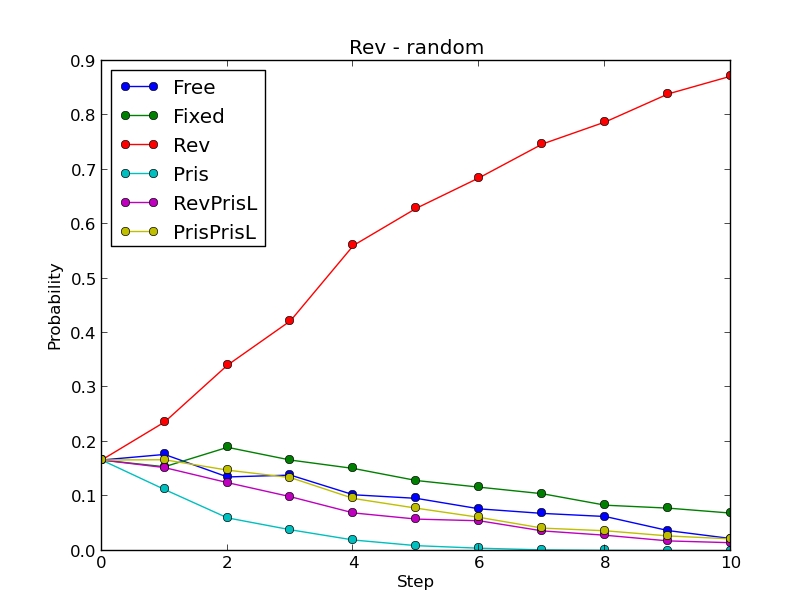 Rev - random
0.9
0.8
0.7
0.6
0.5
0.4
0.3
0.2
0.1
0.0
Probability
Free
Fixed
Rev
Pris
RevPrisL
PrisPrisL
0 2 4 6 8 10
Step